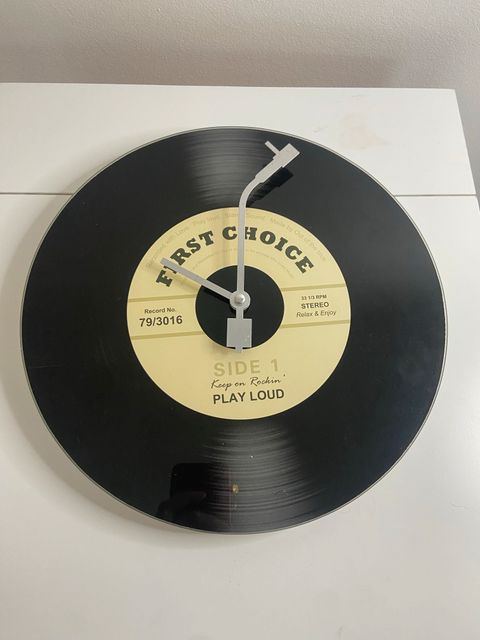 FIRST CHOICE
Record No.
79/3016
33 1/3 RPM
STEREO
Relax & Enjoy
SIDE 1
Keep on Rockin'
PLAY LOUD